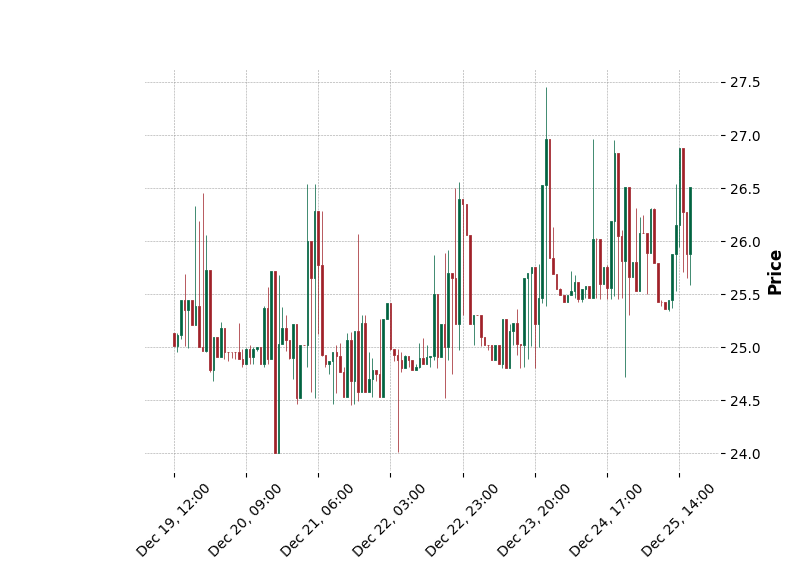 27.5
27.0
26.5
26.0
25.5
25.0
24.5
24.0
Price
Dec 19, 12:00
Dec 20, 09:00
Dec 21, 06:00
Dec 22, 03:00
Dec 22, 23:00
Dec 23, 20:00
Dec 24, 17:00
Dec 25, 14:00